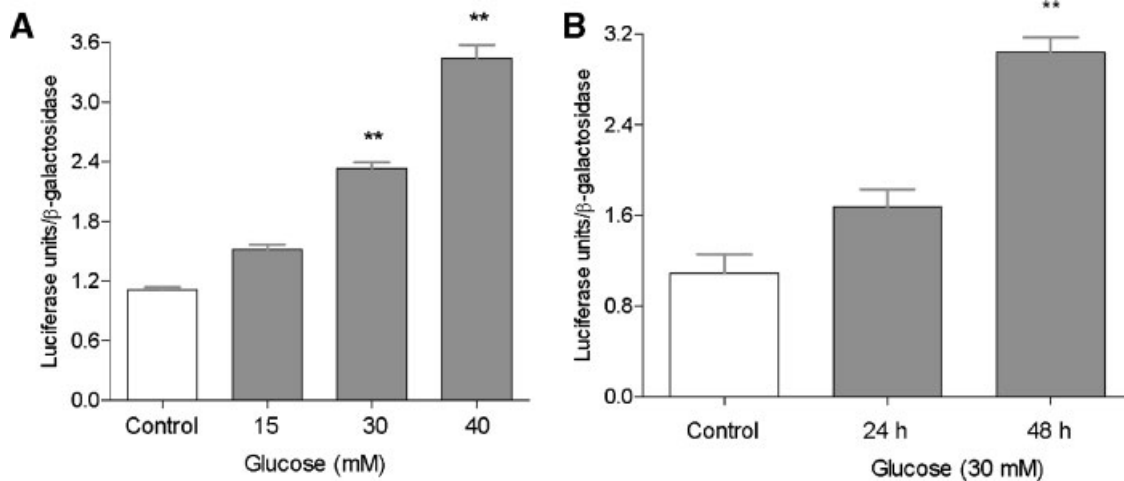 A
Luciferase units/β-galactosidase
3.6
3.0
2.4
1.8
1.2
0.6
0.0
**
**
Control 15 30 40
Glucose (mM)
B
Luciferase units/β-galactosidase
3.2
2.4
1.6
0.8
0.0
**
Control 24 h 48 h
Glucose (30 mM)